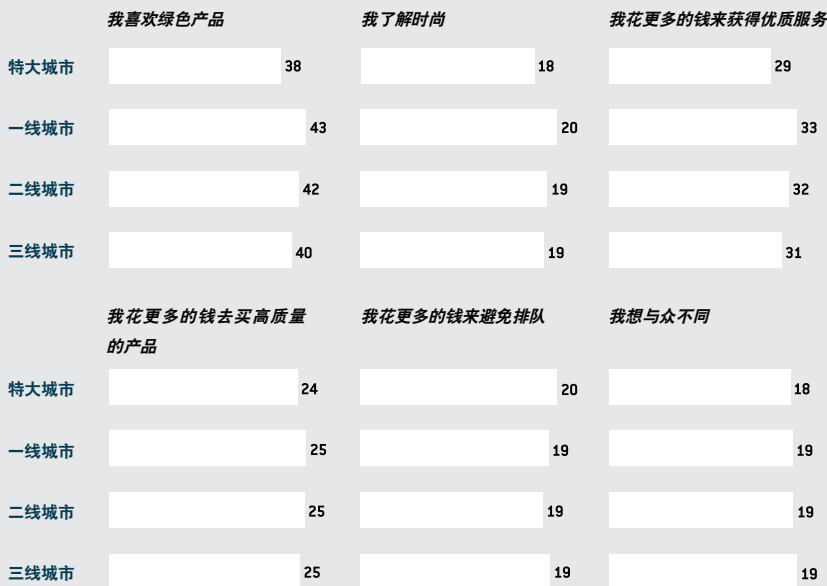 我喜欢绿色产品 我了解时尚 我花更多的钱来获得优质服务
特大城市 38 18 29
一线城市 43 20 33
二线城市 42 19 32
三线城市 40 19 31
我花更多的钱去买高质量 我花更多的钱来避免排队 我想与众不同
的产品
特大城市 24 20 18
一线城市 25 19 19
二线城市 25 19 19
三线城市 25 19 19